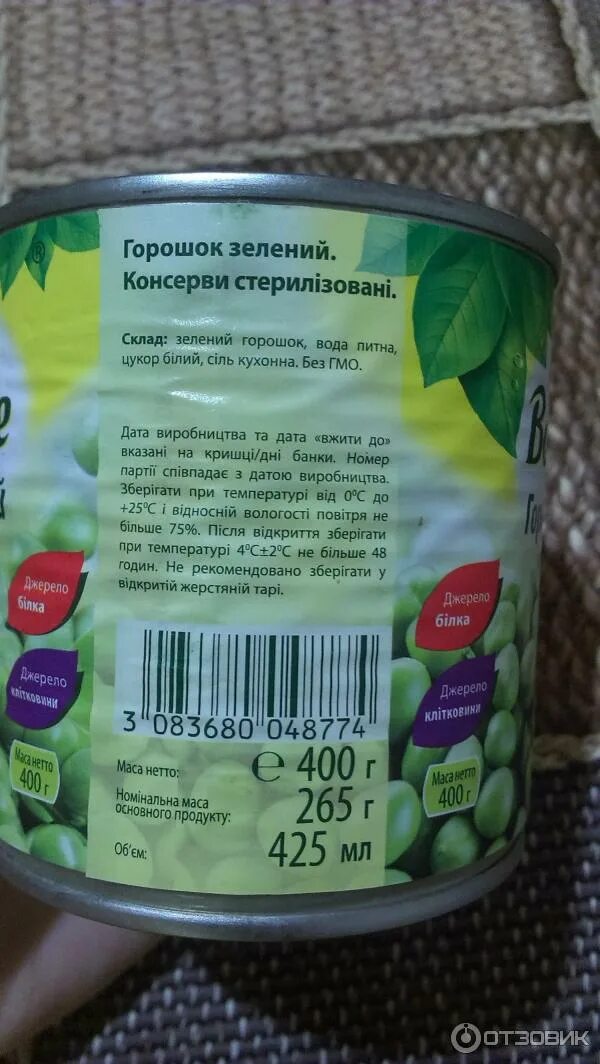 Горошок зелений.
Консерви стерилізовані.
Склад: зелений горошок, вода питна,
цукор білий, сіль кухонна. Без ГМО.
Дата виробництва та дата «вжити до»
вказані на кришці/дні банки. Номер
партії співпадає з датою виробництва.
Зберігати при температурі від 0⁰С до
+25⁰С і відносній вологості повітря не
більше 75%. Після відкриття зберігати
при температурі 4⁰С±2⁰С не більше 48
годин. Не рекомендовано зберігати у
відкритій жерстяній тарі.
3 083680 048774
Маса нетто: ℮ 400 г
Номінальна маса
основного продукту: 265 г
Об'єм: 425 мл
®
Джерело
білка
Джерело
клітковини
Маса нетто
400 г
Джерело
білка
Джерело
клітковини
Маса нетто
400 г
ОТЗОВИК